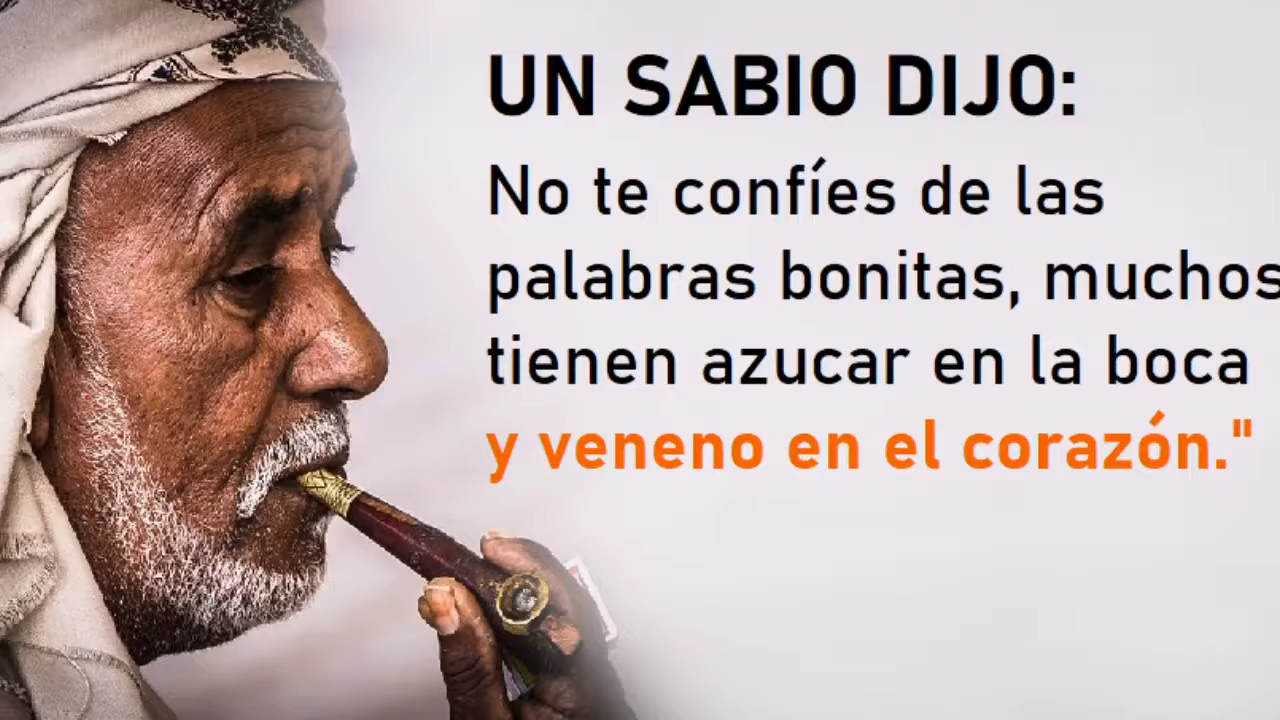 UN SABIO DIJO:
No te confíes de las
palabras bonitas, muchos
tienen azucar en la boca
y veneno en el corazón."